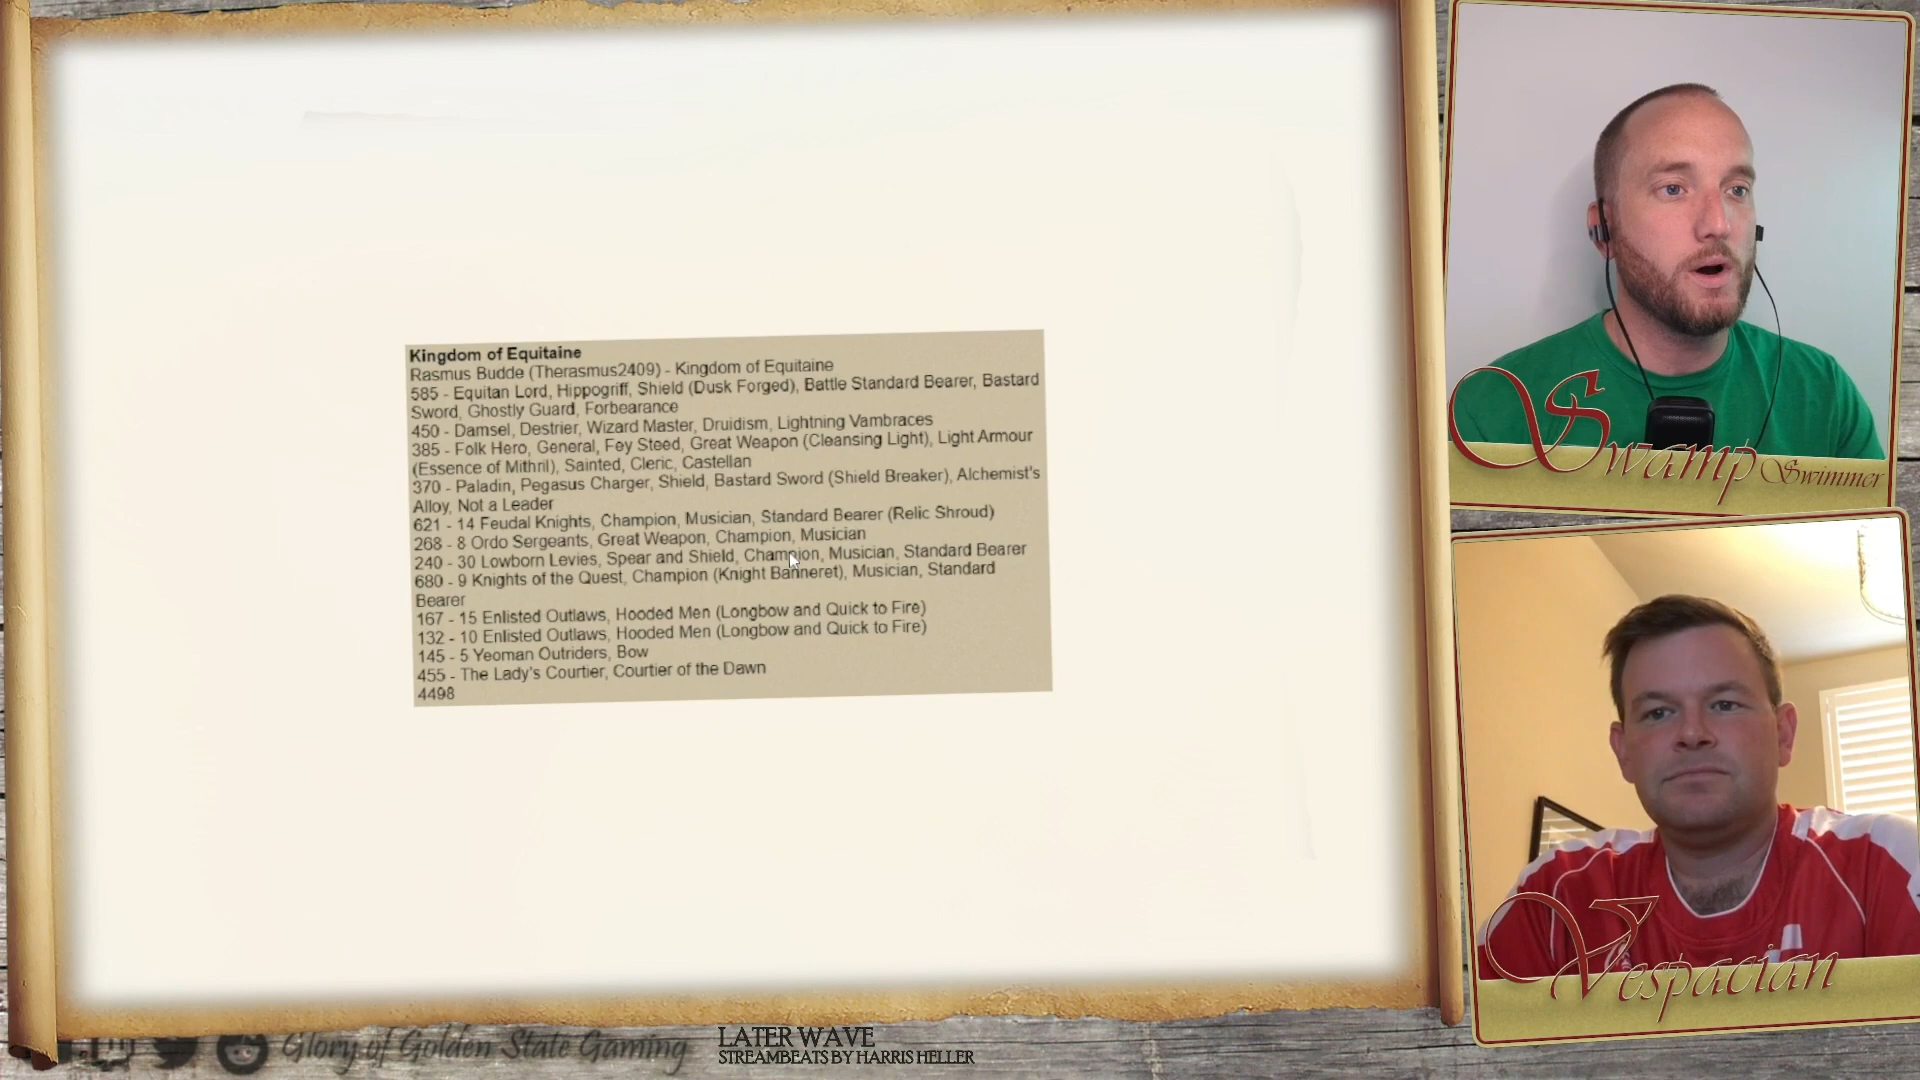 Kingdom of Equitaine
Rasmus Budde (Therasmus2409) - Kingdom of Equitaine
585 - Equitan Lord, Hippogriff, Shield (Dusk Forged), Battle Standard Bearer, Bastard
Sword, Ghostly Guard, Forbearance
450 - Damsel, Destrier, Wizard Master, Druidism, Lightning Vambraces
385 - Folk Hero, General, Fey Steed, Great Weapon (Cleansing Light), Light Armour
(Essence of Mithril), Sainted, Cleric, Castellan
370 - Paladin, Pegasus Charger, Shield, Bastard Sword (Shield Breaker), Alchemist's
Alloy, Not a Leader
621 - 14 Feudal Knights, Champion, Musician, Standard Bearer (Relic Shroud)
268 - 8 Ordo Sergeants, Great Weapon, Champion, Musician
240 - 30 Lowborn Levies, Spear and Shield, Champion, Musician, Standard Bearer
680 - 9 Knights of the Quest, Champion (Knight Banneret), Musician, Standard
Bearer
167 - 15 Enlisted Outlaws, Hooded Men (Longbow and Quick to Fire)
132 - 10 Enlisted Outlaws, Hooded Men (Longbow and Quick to Fire)
145 - 5 Yeoman Outriders, Bow
455 - The Lady's Courtier, Courtier of the Dawn
4498
Swamp Swimmer
Vespacian
Glory of Golden State Gaming
LATER WAVE
STREAMBEATS BY HARRIS HELLER